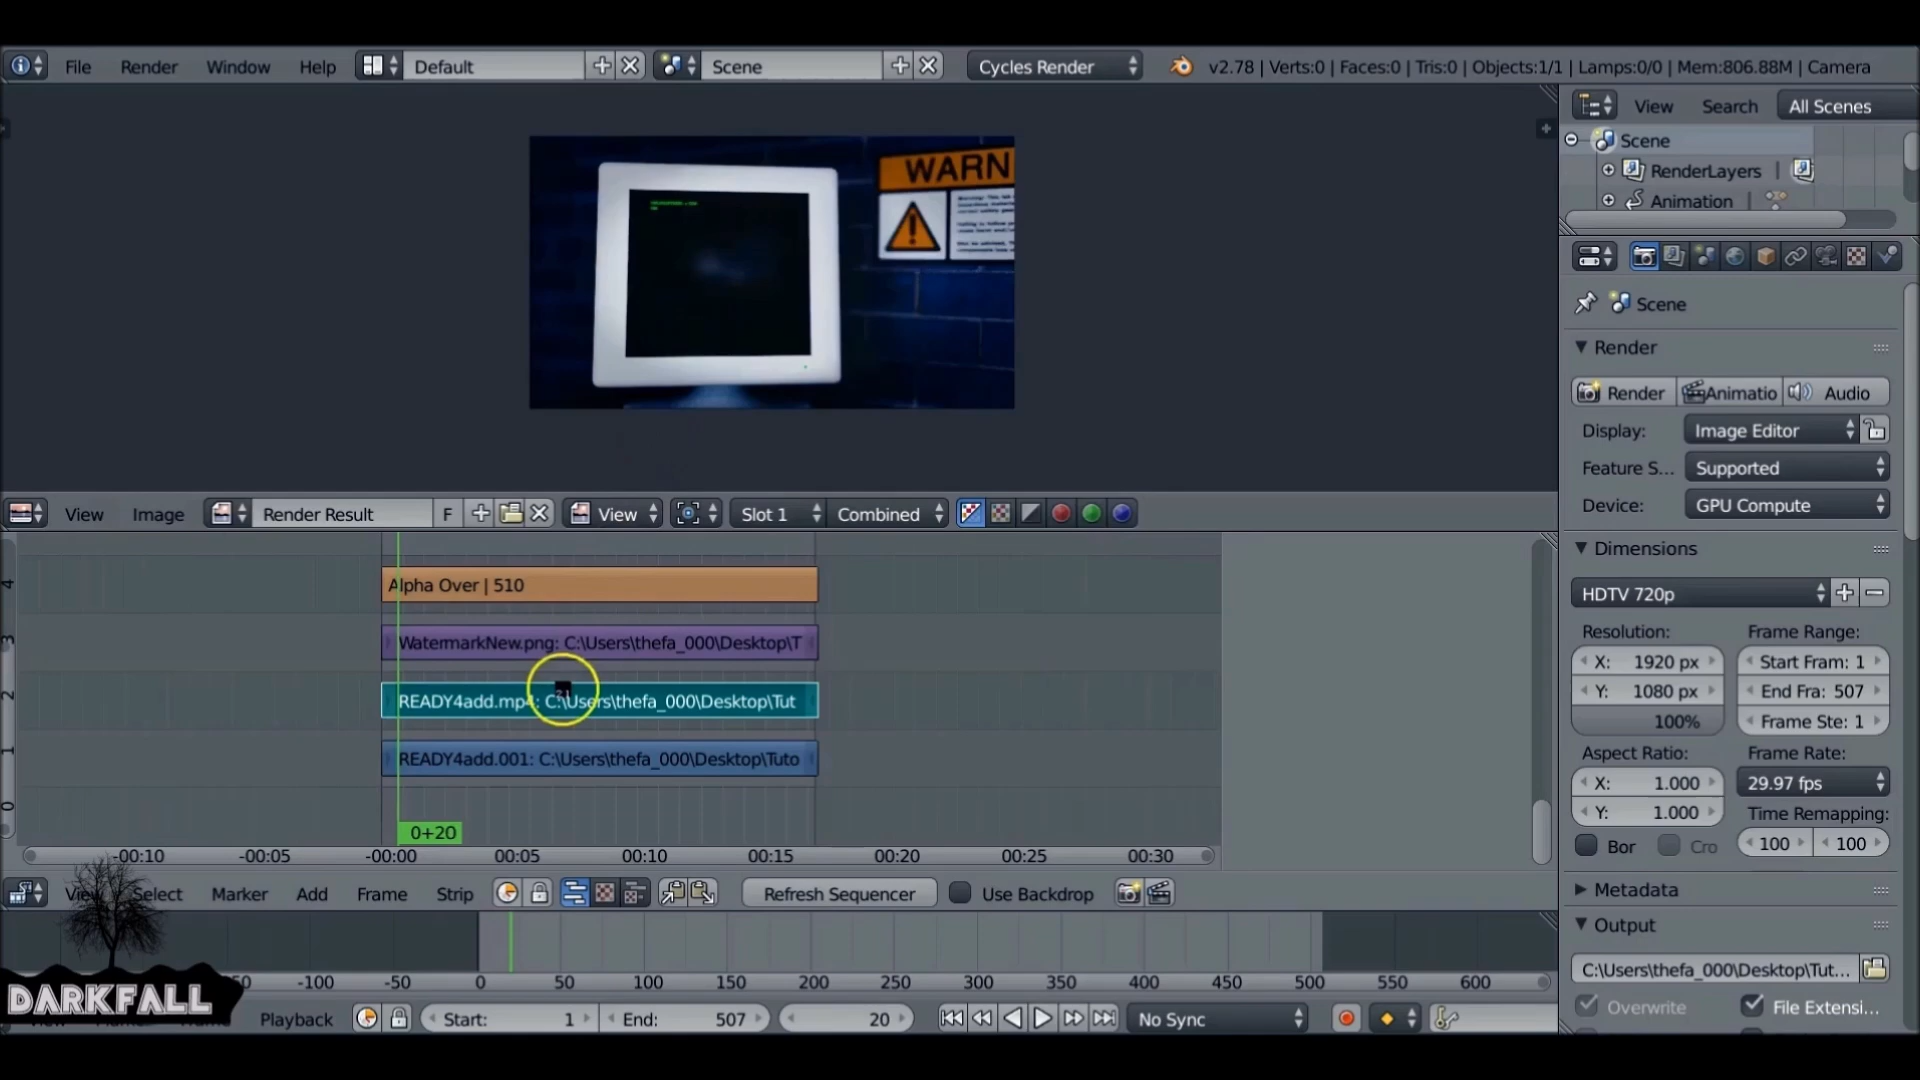 File Render Window Help Default Scene Cycles Render v2.78 | Verts:0 | Faces:0 | Tris:0 | Objects:1/1 | Lamps:0/0 | Mem:806.88M | Camera
View Search All Scenes
Scene
RenderLayers
Animation
WARN
Scene
Render
Render Animatio Audio
Display: Image Editor
Feature S... Supported
Device: GPU Compute
View Image Render Result F View Slot 1 Combined
Dimensions
HDTV 720p
Resolution: Frame Range:
X: 1920 px Start Fram: 1
Y: 1080 px End Fra: 507
100% Frame Ste: 1
Aspect Ratio: Frame Rate:
X: 1.000 29.97 fps
Y: 1.000 Time Remapping:
Bor Cro 100 100
Metadata
Output
C:\Users\thefa_000\Desktop\Tut...
Overwrite File Extensi...
4 Alpha Over | 510
3 WatermarkNew.png: C:\Users\thefa_000\Desktop\T
2 READY4add.mp4: C:\Users\thefa_000\Desktop\Tut
1 READY4add.001: C:\Users\thefa_000\Desktop\Tuto
0 0+20
-00:10 -00:05 -00:00 00:05 00:10 00:15 00:20 00:25 00:30
View Select Marker Add Frame Strip Refresh Sequencer Use Backdrop
-100 -50 0 50 100 150 200 250 300 350 400 450 500 550 600
DARKFALL
Playback Start: 1 End: 507 20 No Sync